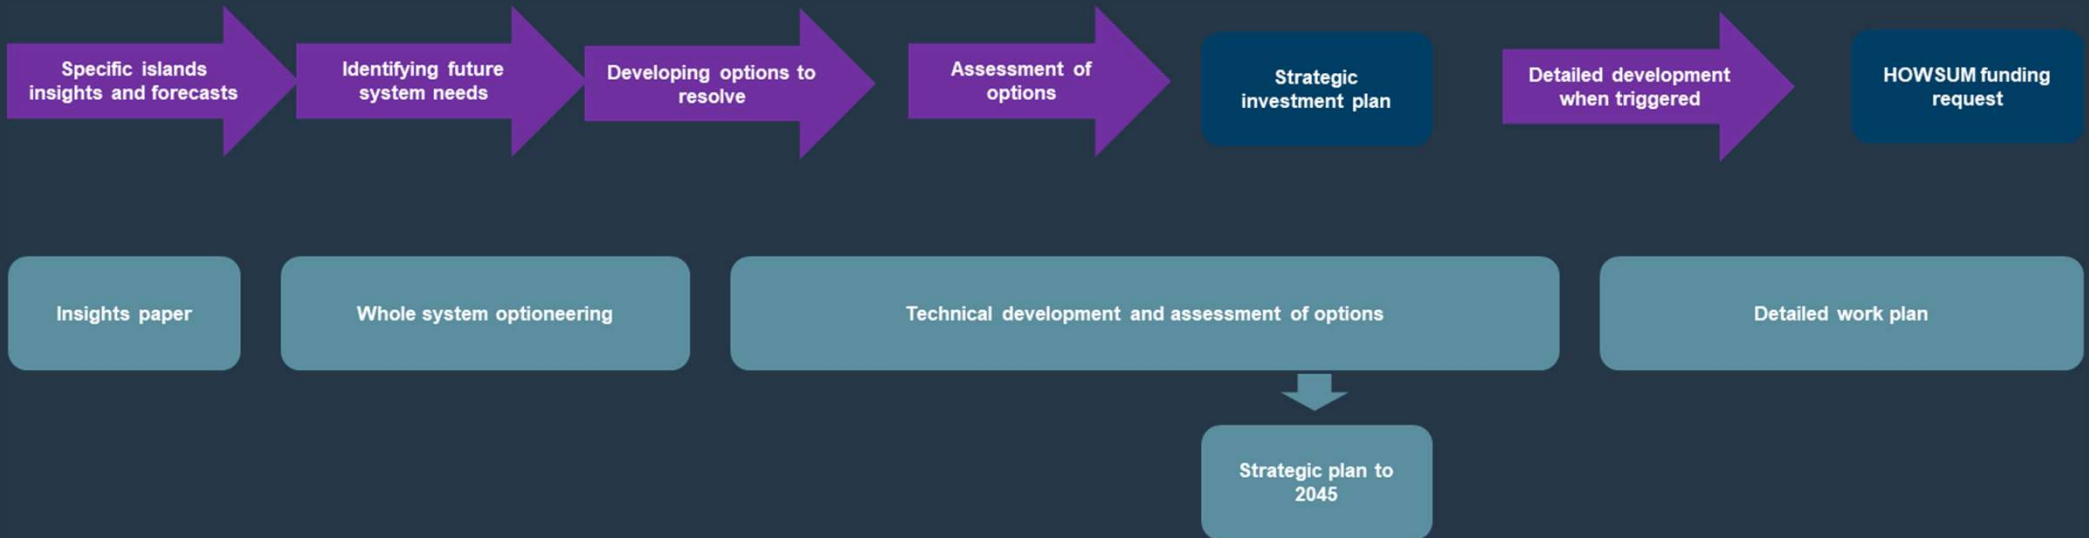 Specific islands
insights and forecasts
Identifying future
system needs
Developing options to
resolve
Assessment of
options
Strategic
investment plan
Detailed development
when triggered
HOWSUM funding
request
Insights paper
Whole system optioneering
Technical development and assessment of options
Detailed work plan
Strategic plan to
2045